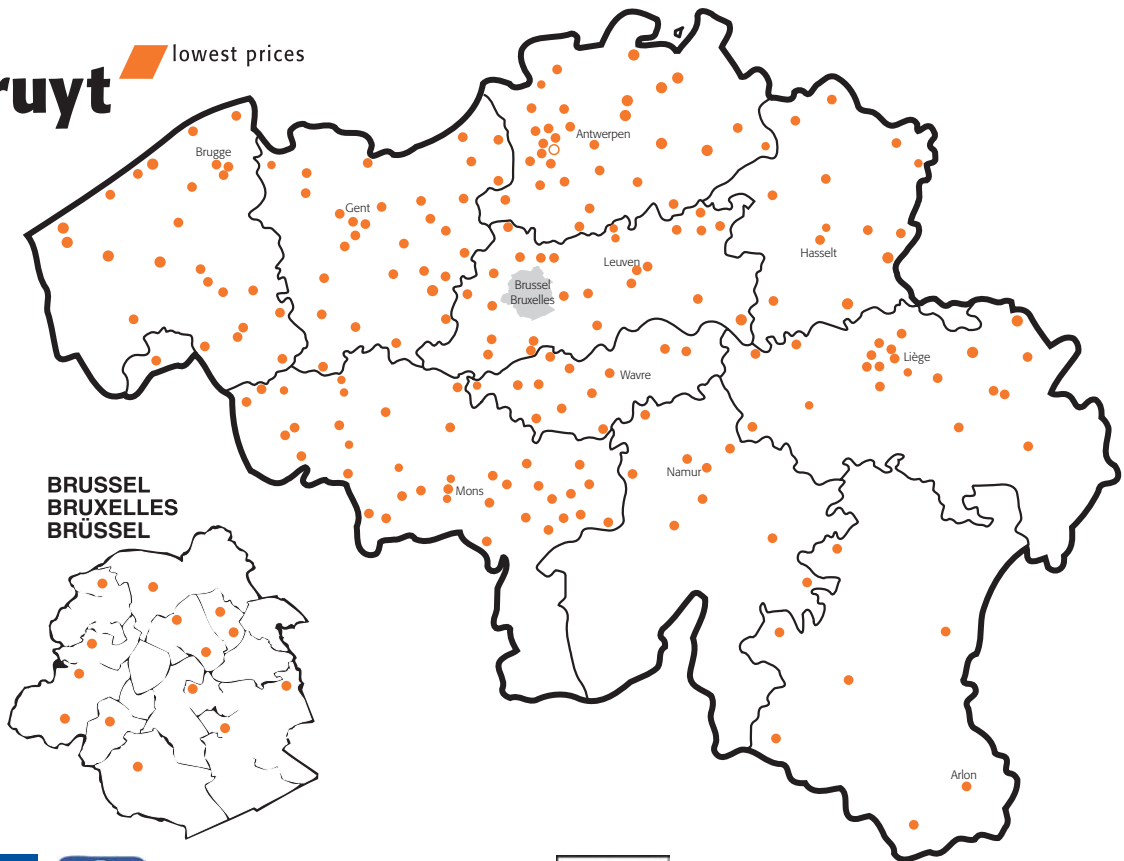 lowest prices
ruyt
Brugge
Antwerpen
Gent
Hasselt
Leuven
Brussel
Bruxelles
Liège
Wavre
Namur
Mons
Arlon
BRUSSEL
BRUXELLES
BRÜSSEL